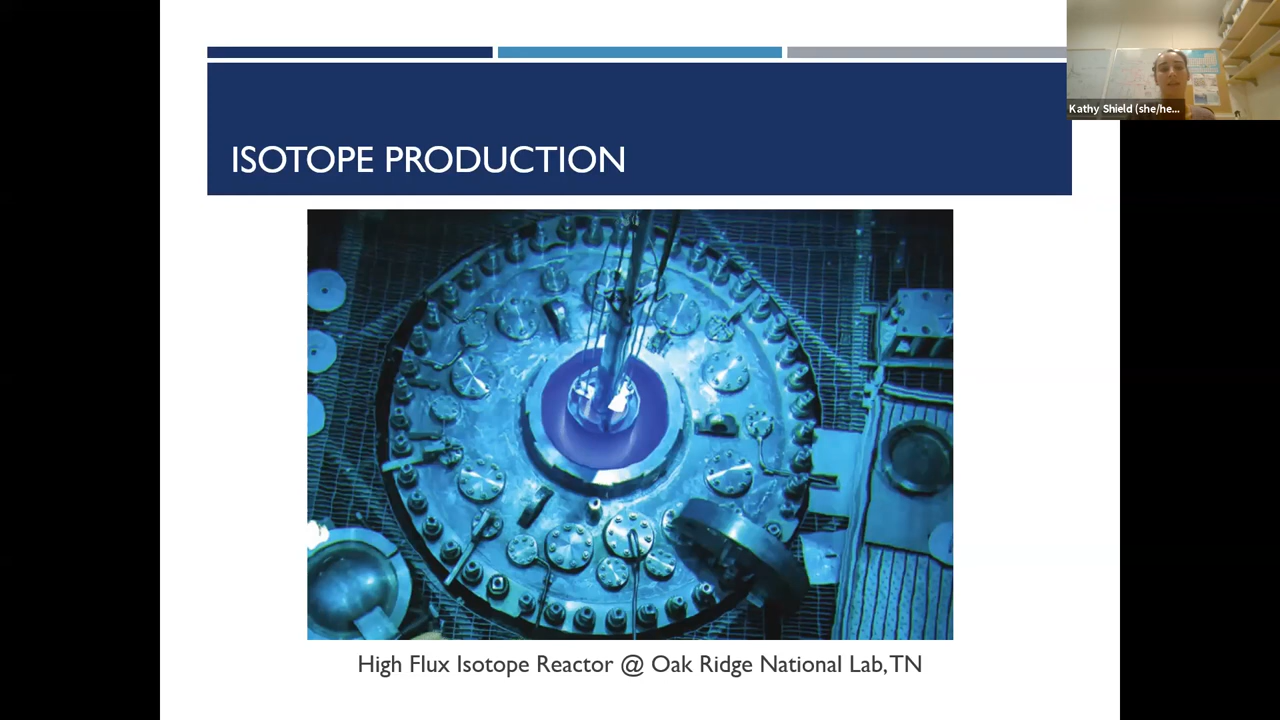 ISOTOPE PRODUCTION
Kathy Shield (she/he...
High Flux Isotope Reactor @ Oak Ridge National Lab, TN